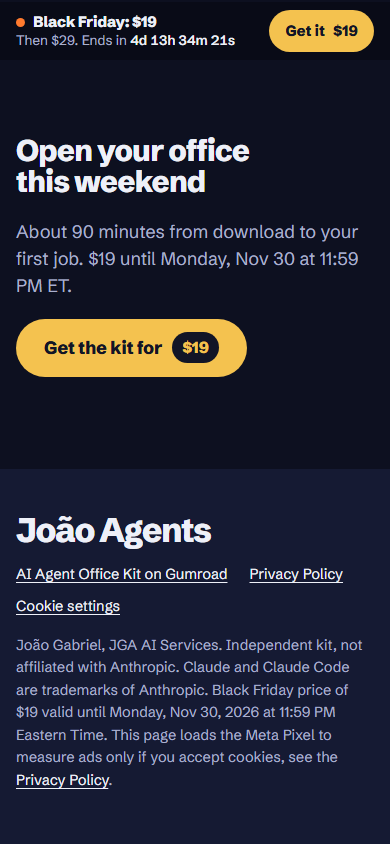 Black Friday: $19
Then $29. Ends in 4d 13h 34m 21s
Get it $19
Open your office
this weekend
About 90 minutes from download to your
first job. $19 until Monday, Nov 30 at 11:59
PM ET.
Get the kit for $19
João Agents
AI Agent Office Kit on Gumroad Privacy Policy
Cookie settings
João Gabriel, JGA AI Services. Independent kit, not
affiliated with Anthropic. Claude and Claude Code
are trademarks of Anthropic. Black Friday price of
$19 valid until Monday, Nov 30, 2026 at 11:59 PM
Eastern Time. This page loads the Meta Pixel to
measure ads only if you accept cookies, see the
Privacy Policy.